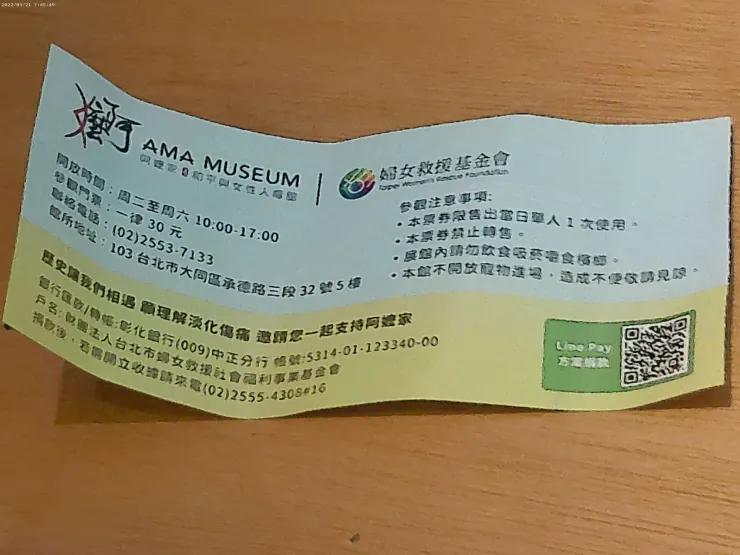 2022/03/21 7:45:49
AMA MUSEUM
阿嬤家 和平與女性人權館
婦女救援基金會
Taipei Women's Rescue Foundation
開放時間：周二至周六 10:00-17:00
參觀門票：一律 30 元
聯絡電話：(02)2553-7133
館所地址：103 台北市大同區承德路三段 32 號 5 樓
參觀注意事項:
• 本票券限售出當日單人 1 次使用。
• 本票券禁止轉售。
• 展館內請勿飲食吸菸嚼食檳榔。
• 本館不開放寵物進場，造成不便敬請見諒。
歷史讓我們相遇 願理解淡化傷痛 邀請您一起支持阿嬤家
銀行匯款/轉帳:彰化銀行(009)中正分行 帳號:5314-01-123340-00
戶名:財團法人台北市婦女救援社會福利事業基金會
捐款後，若需開立收據請來電(02)2555-4308#16
Line Pay
方案捐款